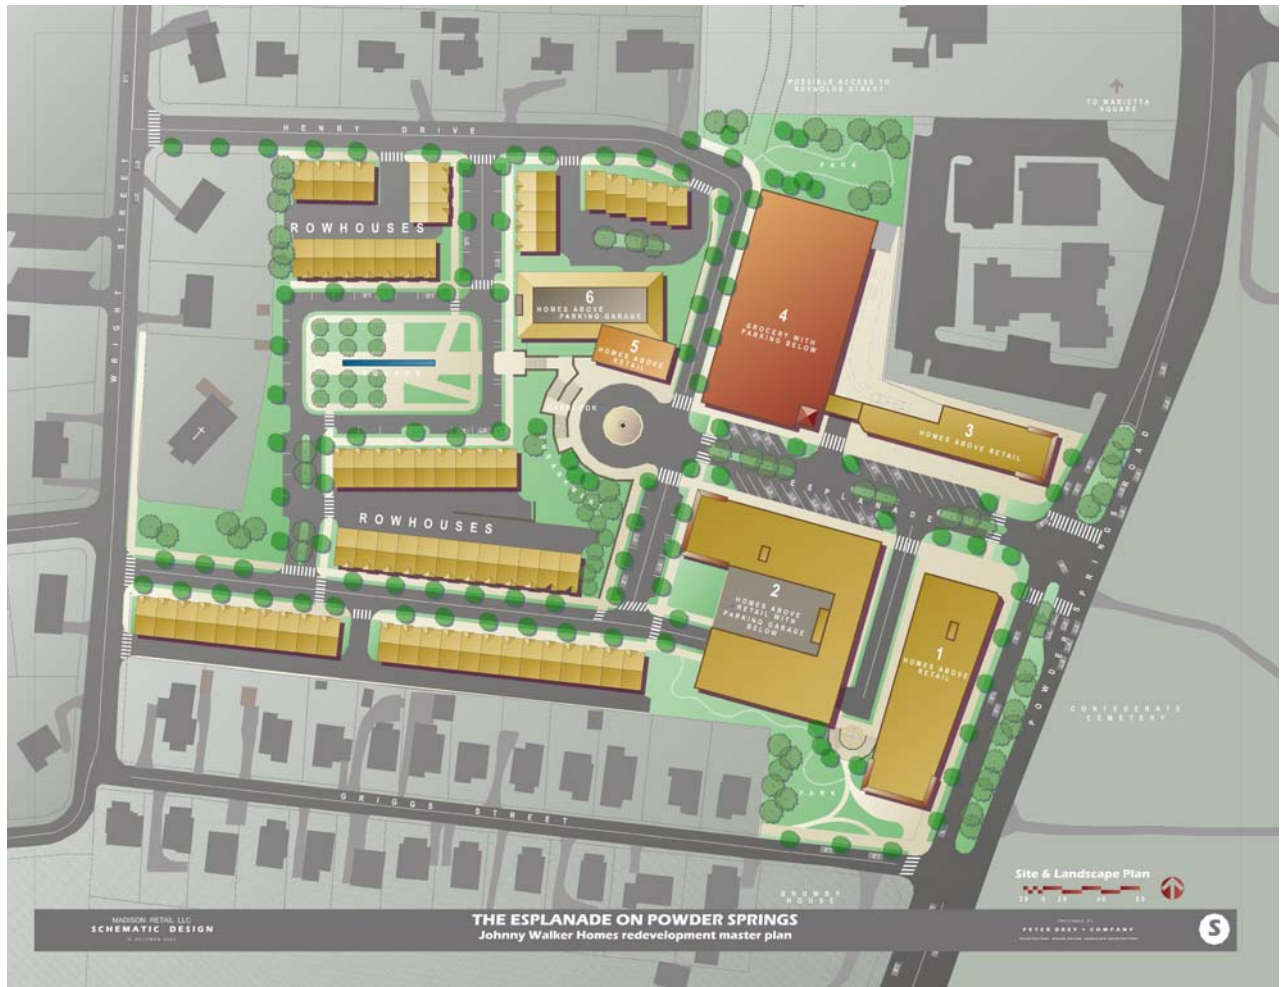 POSSIBLE ACCESS TO
REYNOLDS STREET
TO MARIETTA
SQUARE
HENRY DRIVE
PARK
WRIGHT STREET
ROWHOUSES
6
HOMES ABOVE
PARKING GARAGE
5
HOMES ABOVE
RETAIL
4
GROCERY WITH
PARKING BELOW
3
HOMES ABOVE RETAIL
OVERLOOK
ESPLANADE
ROWHOUSES
2
HOMES ABOVE
RETAIL WITH
PARKING GARAGE
BELOW
1
HOMES ABOVE
RETAIL
POWDER SPRINGS ROAD
CONFEDERATE
CEMETERY
PARK
GRIGGS STREET
BRUMBY
HOUSE
Site & Landscape Plan
MADISON RETAIL LLC
SCHEMATIC DESIGN
THE ESPLANADE ON POWDER SPRINGS
Johnny Walker Homes redevelopment master plan
PREPARED BY
PETER DREY + COMPANY
S